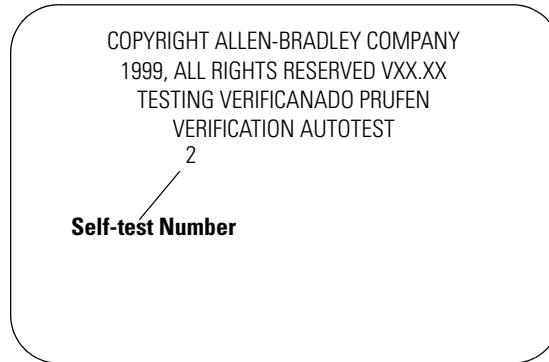 COPYRIGHT ALLEN-BRADLEY COMPANY
1999, ALL RIGHTS RESERVED VXX.XX
TESTING VERIFICANADO PRUFEN
VERIFICATION AUTOTEST
2
Self-test Number